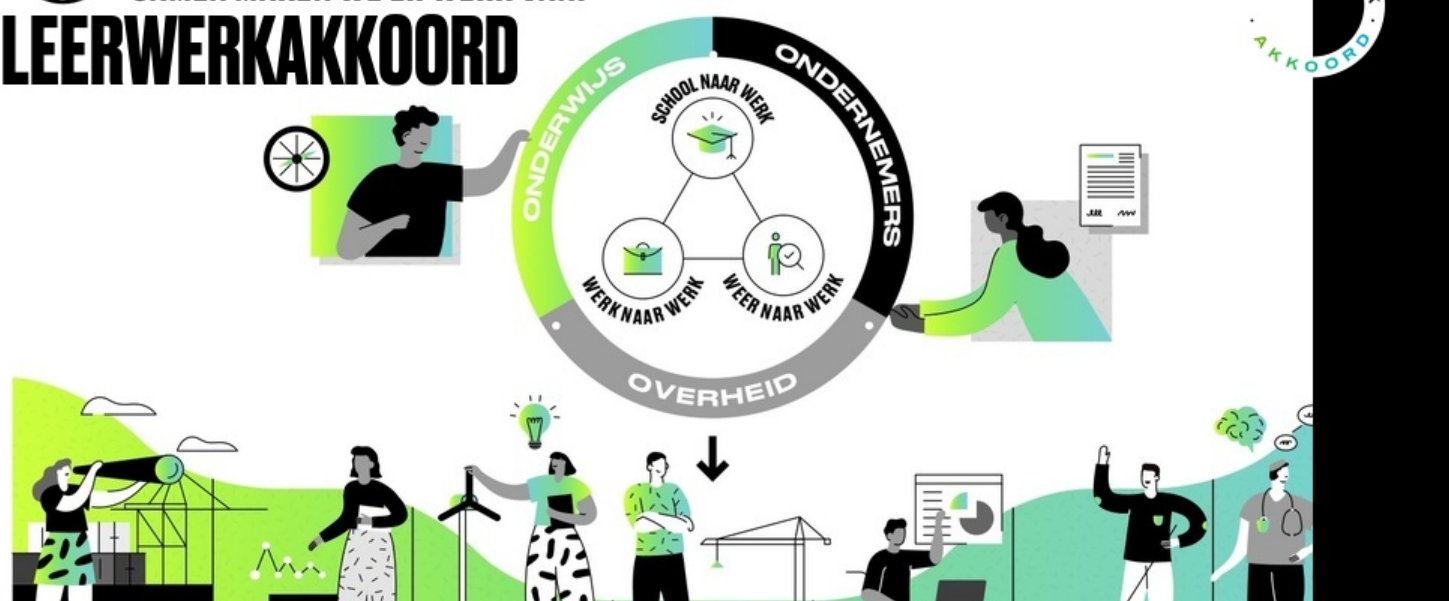 LEERWERKAKKOORD
AKKOORD
ONDERWIJS
ONDERNEMERS
SCHOOL NAAR WERK
WERK NAAR WERK
WEER NAAR WERK
OVERHEID